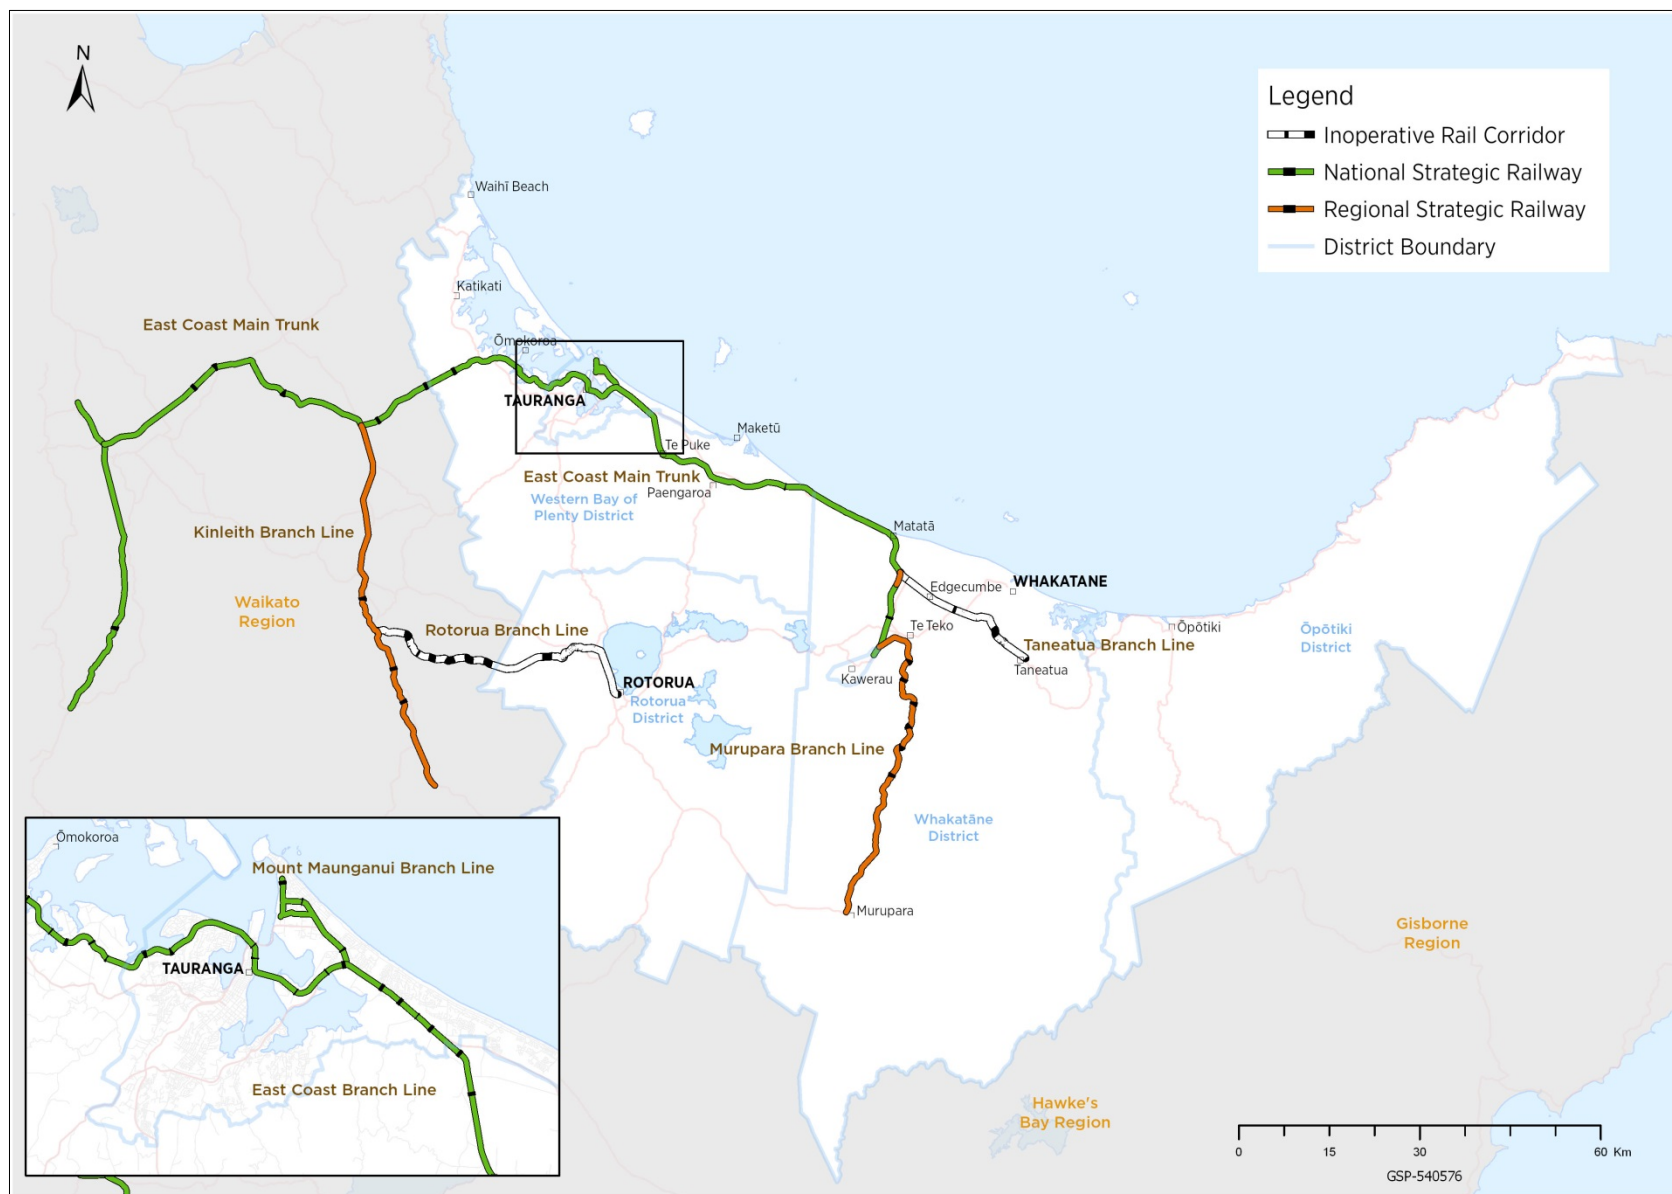 N
Legend
Inoperative Rail Corridor
National Strategic Railway
Regional Strategic Railway
District Boundary
Waihī Beach
Katikati
East Coast Main Trunk
Ōmokoroa
TAURANGA
Maketū
Te Puke
East Coast Main Trunk
Paengaroa
Western Bay of
Plenty District
Kinleith Branch Line
Matatā
Edgecumbe
WHAKATANE
Waikato
Region
Rotorua Branch Line
Te Teko
Ōpōtiki
Ōpōtiki
District
Taneatua Branch Line
Taneatua
Kawerau
ROTORUA
Rotorua
District
Murupara Branch Line
Whakatāne
District
Murupara
Gisborne
Region
Hawke's
Bay Region
Ōmokoroa
Mount Maunganui Branch Line
TAURANGA
East Coast Branch Line
0 15 30 60 Km
GSP-540576